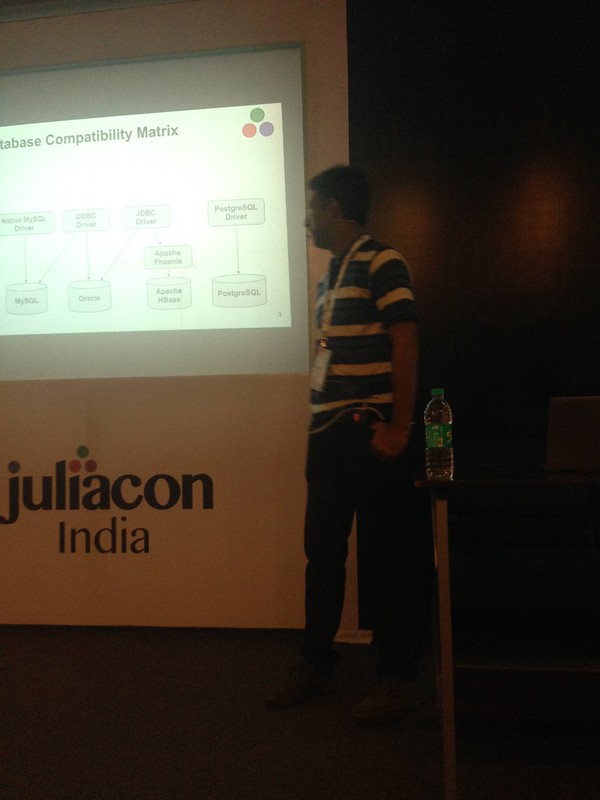 tabase Compatibility Matrix
Native MySQL
Driver
ODBC
Driver
JDBC
Driver
PostgreSQL
Driver
Apache
Phoenix
MySQL
Oracle
Apache
HBase
PostgreSQL
juliacon
India